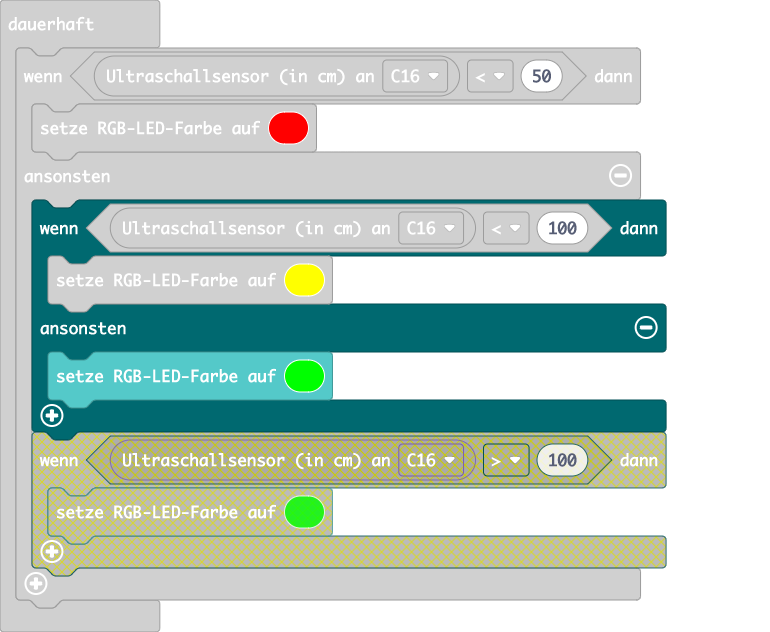 dauerhaft
wenn Ultraschallsensor (in cm) an C16 < 50 dann
setze RGB-LED-Farbe auf
ansonsten
wenn Ultraschallsensor (in cm) an C16 < 100 dann
setze RGB-LED-Farbe auf
ansonsten
setze RGB-LED-Farbe auf
wenn Ultraschallsensor (in cm) an C16 > 100 dann
setze RGB-LED-Farbe auf